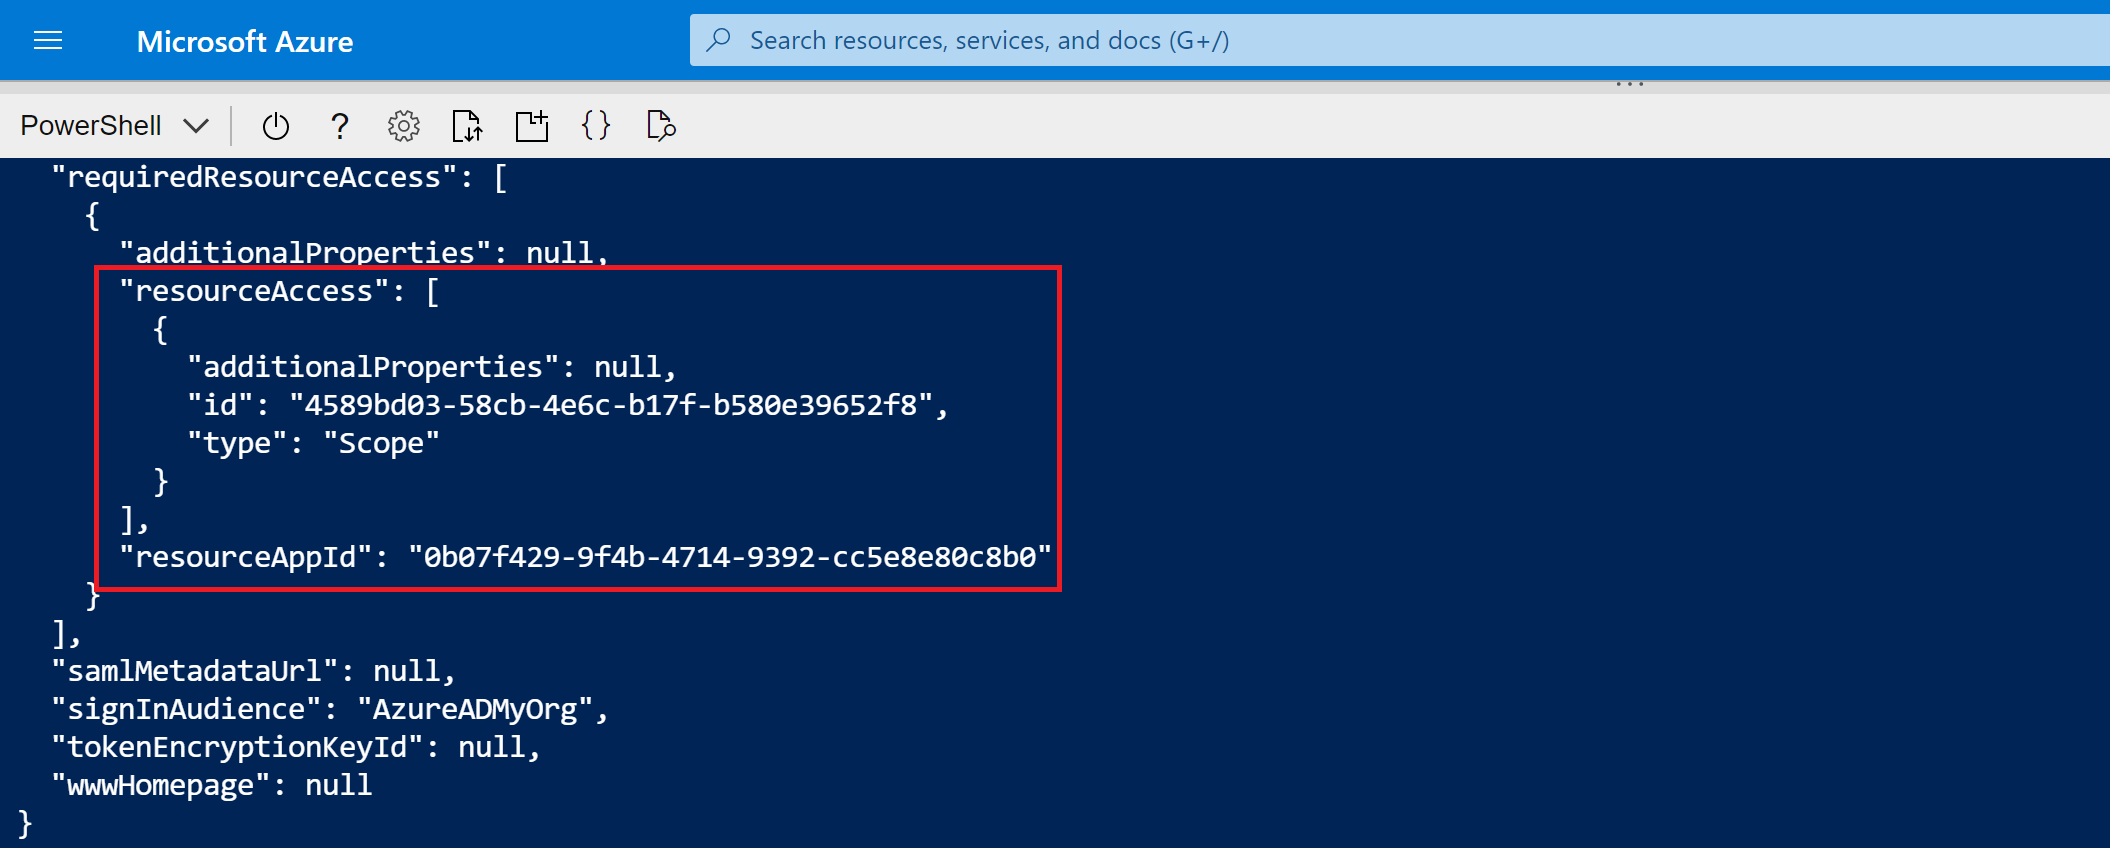 Microsoft Azure
Search resources, services, and docs (G+/)
PowerShell
"requiredResourceAccess": [
{
"additionalProperties": null,
"resourceAccess": [
{
"additionalProperties": null,
"id": "4589bd03-58cb-4e6c-b17f-b580e39652f8",
"type": "Scope"
}
],
"resourceAppId": "0b07f429-9f4b-4714-9392-cc5e8e80c8b0"
}
],
"samlMetadataUrl": null,
"signInAudience": "AzureADMyOrg",
"tokenEncryptionKeyId": null,
"wwwHomepage": null
}